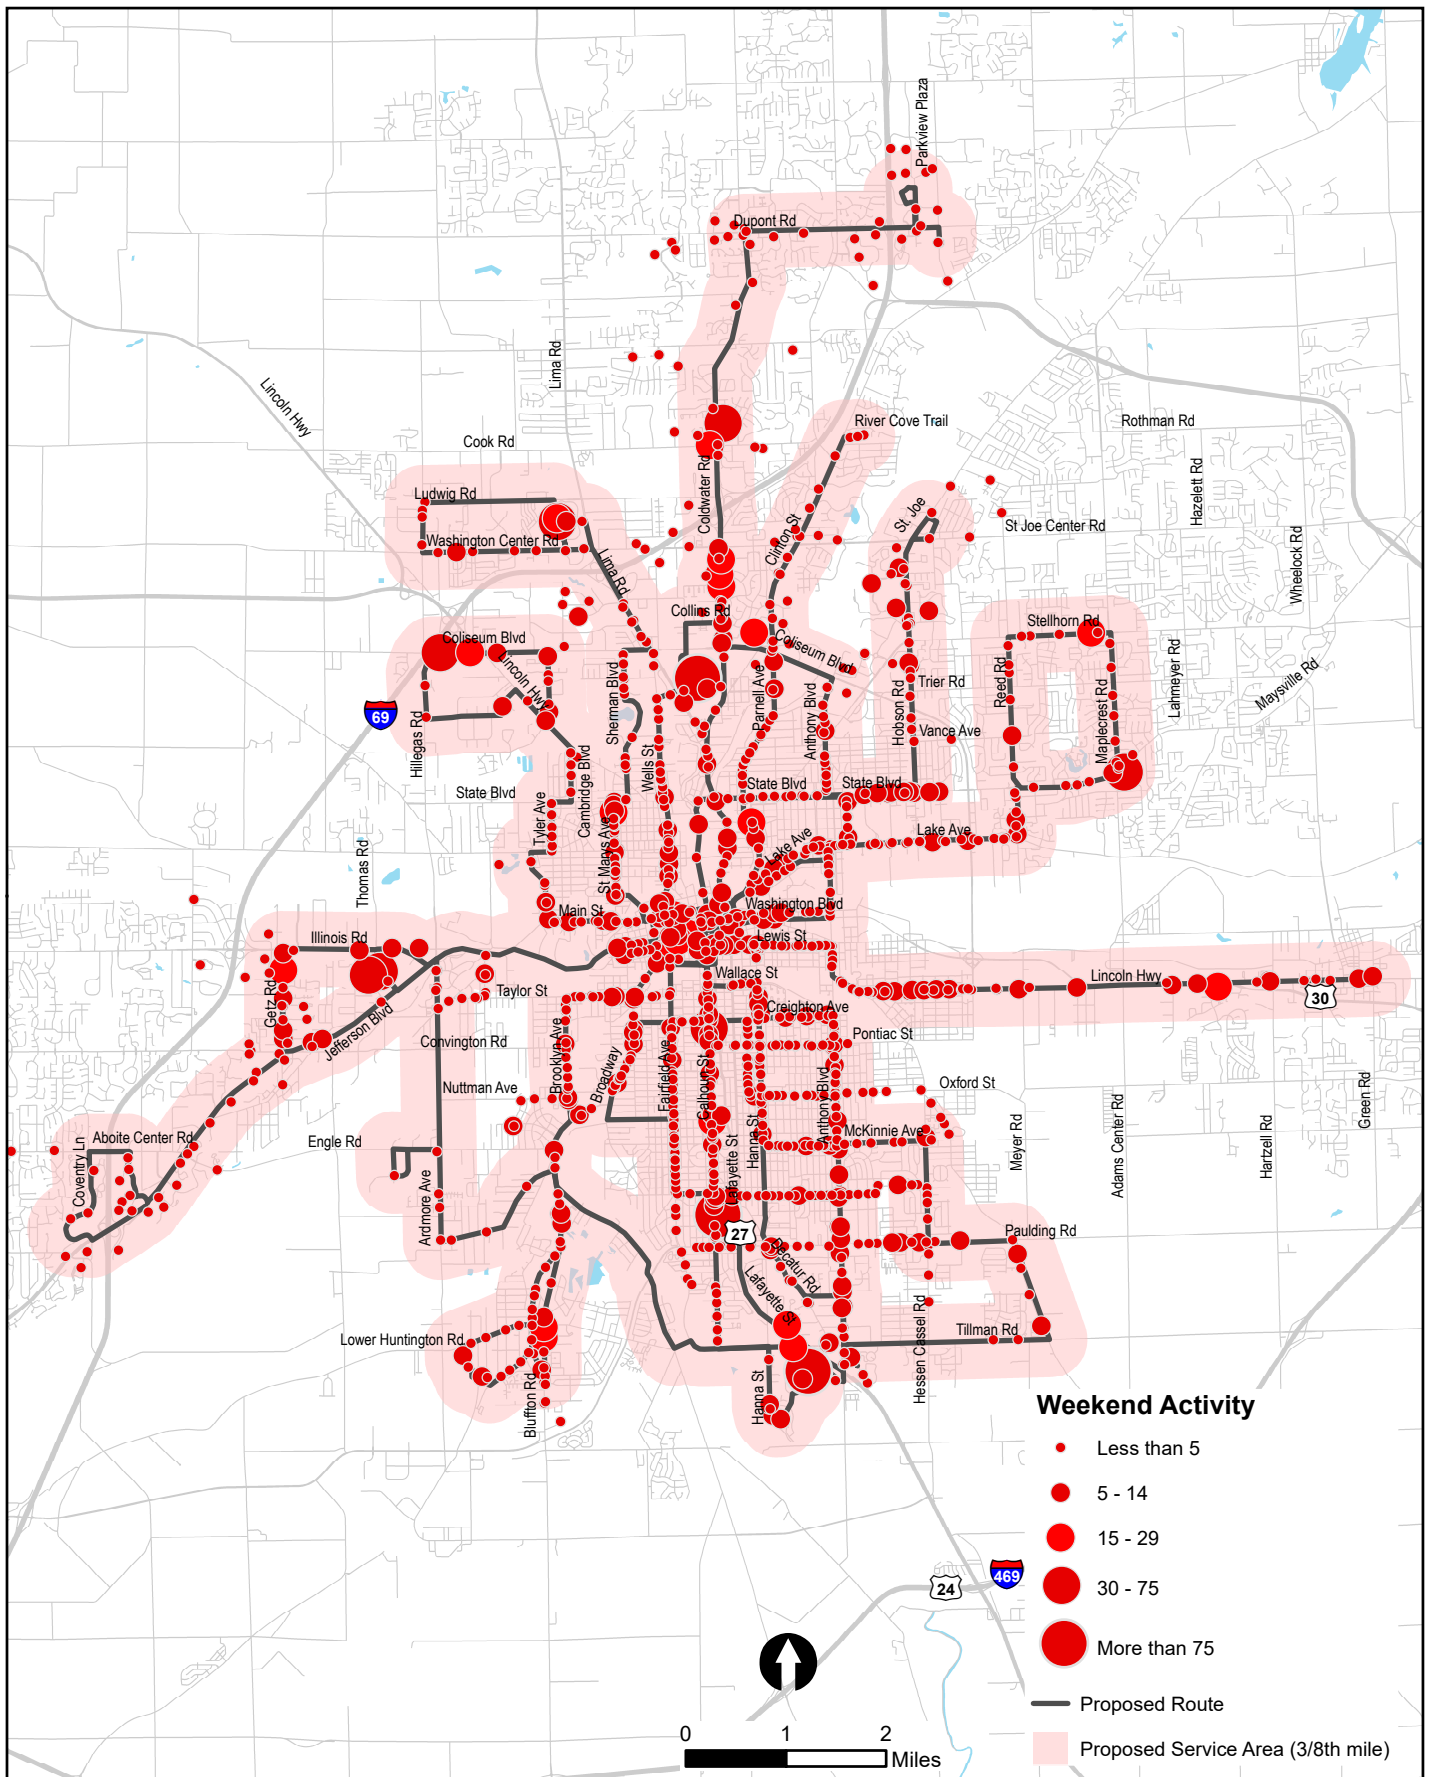 Parkview Plaza
Dupont Rd
Lima Rd
Lincoln Hwy
River Cove Trail
Rothman Rd
Cook Rd
Coldwater Rd
Hazelett Rd
Ludwig Rd
St. Joe
St Joe Center Rd
Clinton St
Washington Center Rd
Wheelock Rd
Lima Rd
Collins Rd
Stellhorn Rd
Coliseum Blvd
Coliseum Blvd
Lincoln Hwy
Sherman Blvd
Parnell Ave
Trier Rd
Reed Rd
Lahmeyer Rd
Maysville Rd
69
Anthony Blvd
Hobson Rd
Maplecrest Rd
Hillegas Rd
Wells St
Vance Ave
Cambridge Blvd
State Blvd
State Blvd
State Blvd
Tyler Ave
Lake Ave
Lake Ave
Thomas Rd
St Marys Ave
Main St
Washington Blvd
Illinois Rd
Lewis St
Wallace St
Lincoln Hwy
30
Getz Rd
Taylor St
Creighton Ave
Jefferson Blvd
Convington Rd
Pontiac St
Brooklyn Ave
Broadway
Fairfield Ave
Calhoun St
Nuttman Ave
Oxford St
Green Rd
Anthony Blvd
McKinnie Ave
Aboite Center Rd
Engle Rd
Hanna St
Meyer Rd
Adams Center Rd
Hartzell Rd
Coventry Ln
Lafayette St
Ardmore Ave
27
Paulding Rd
Decatur Rd
Lafayette St
Lower Huntington Rd
Hessen Cassel Rd
Tillman Rd
Bluffton Rd
Hanna St
Weekend Activity
Less than 5
5 - 14
15 - 29
30 - 75
More than 75
Proposed Route
Proposed Service Area (3/8th mile)
469
24
0 1 2
Miles